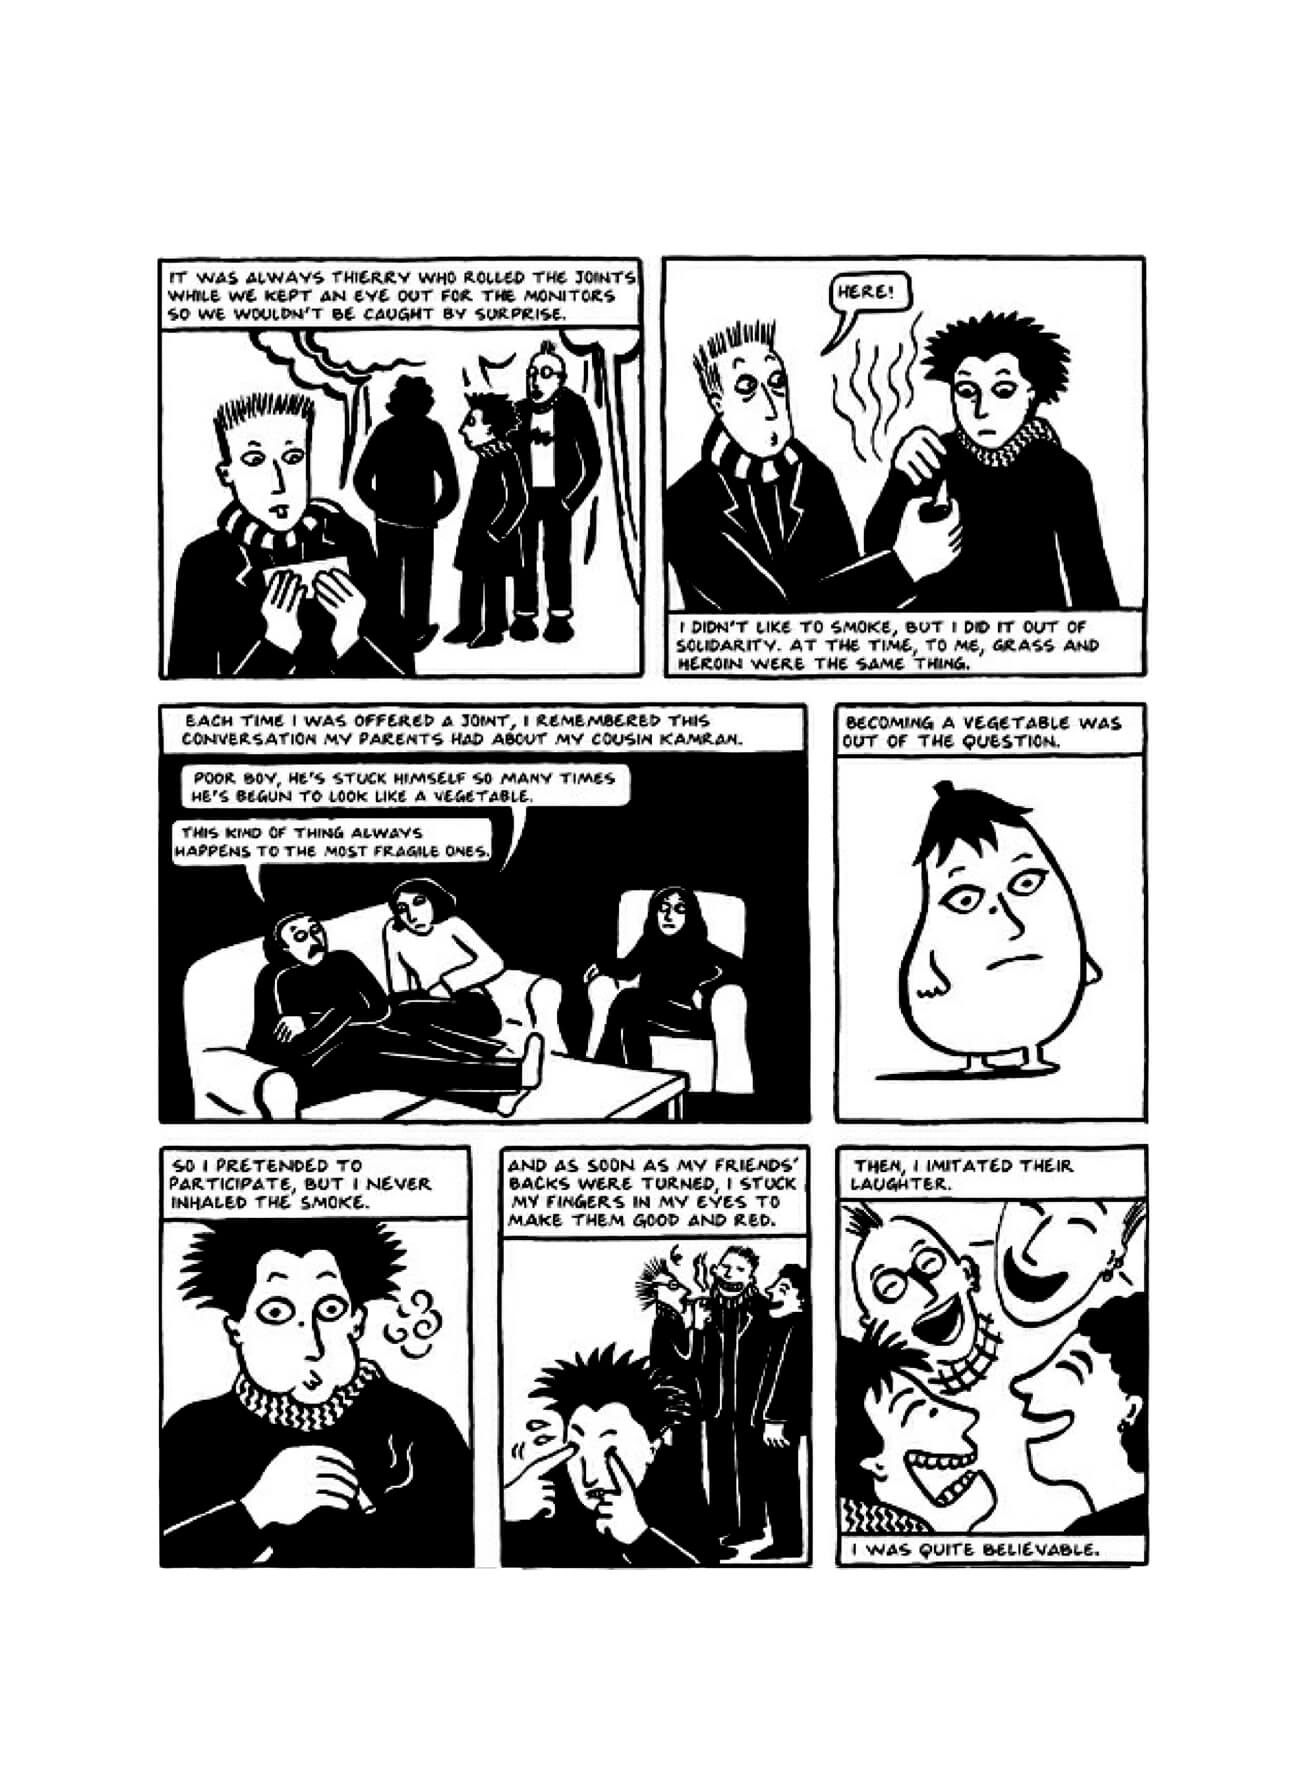 IT WAS ALWAYS THIERRY WHO ROLLED THE JOINTS
WHILE WE KEPT AN EYE OUT FOR THE MONITORS
SO WE WOULDN'T BE CAUGHT BY SURPRISE.
HERE!
I DIDN'T LIKE TO SMOKE, BUT I DID IT OUT OF
SOLIDARITY. AT THE TIME, TO ME, GRASS AND
HEROIN WERE THE SAME THING.
EACH TIME I WAS OFFERED A JOINT, I REMEMBERED THIS
CONVERSATION MY PARENTS HAD ABOUT MY COUSIN KAMRAN.
POOR BOY, HE'S STUCK HIMSELF SO MANY TIMES
HE'S BEGUN TO LOOK LIKE A VEGETABLE.
THIS KIND OF THING ALWAYS
HAPPENS TO THE MOST FRAGILE ONES.
BECOMING A VEGETABLE WAS
OUT OF THE QUESTION.
SO I PRETENDED TO
PARTICIPATE, BUT I NEVER
INHALED THE SMOKE.
AND AS SOON AS MY FRIENDS'
BACKS WERE TURNED, I STUCK
MY FINGERS IN MY EYES TO
MAKE THEM GOOD AND RED.
THEN, I IMITATED THEIR
LAUGHTER.
I WAS QUITE BELIEVABLE.